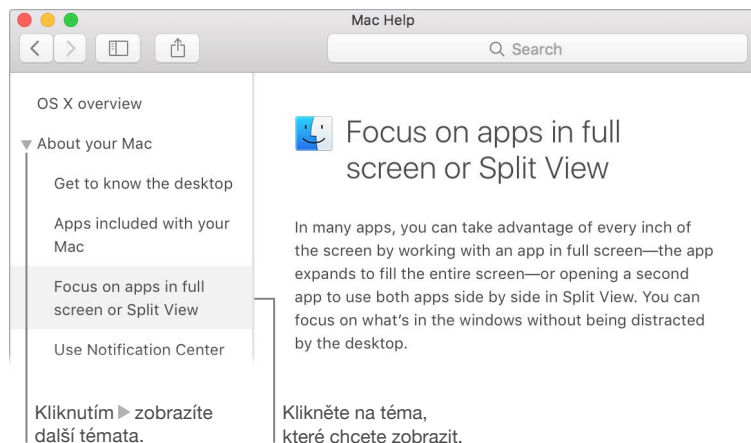 Mac Help
Search
OS X overview
About your Mac
Get to know the desktop
Apps included with your
Mac
Focus on apps in full
screen or Split View
Use Notification Center
Focus on apps in full
screen or Split View
In many apps, you can take advantage of every inch of
the screen by working with an app in full screen—the app
expands to fill the entire screen—or opening a second
app to use both apps side by side in Split View. You can
focus on what's in the windows without being distracted
by the desktop.
Kliknutím ▶ zobrazíte
další témata.
Klikněte na téma,
které chcete zobrazit.